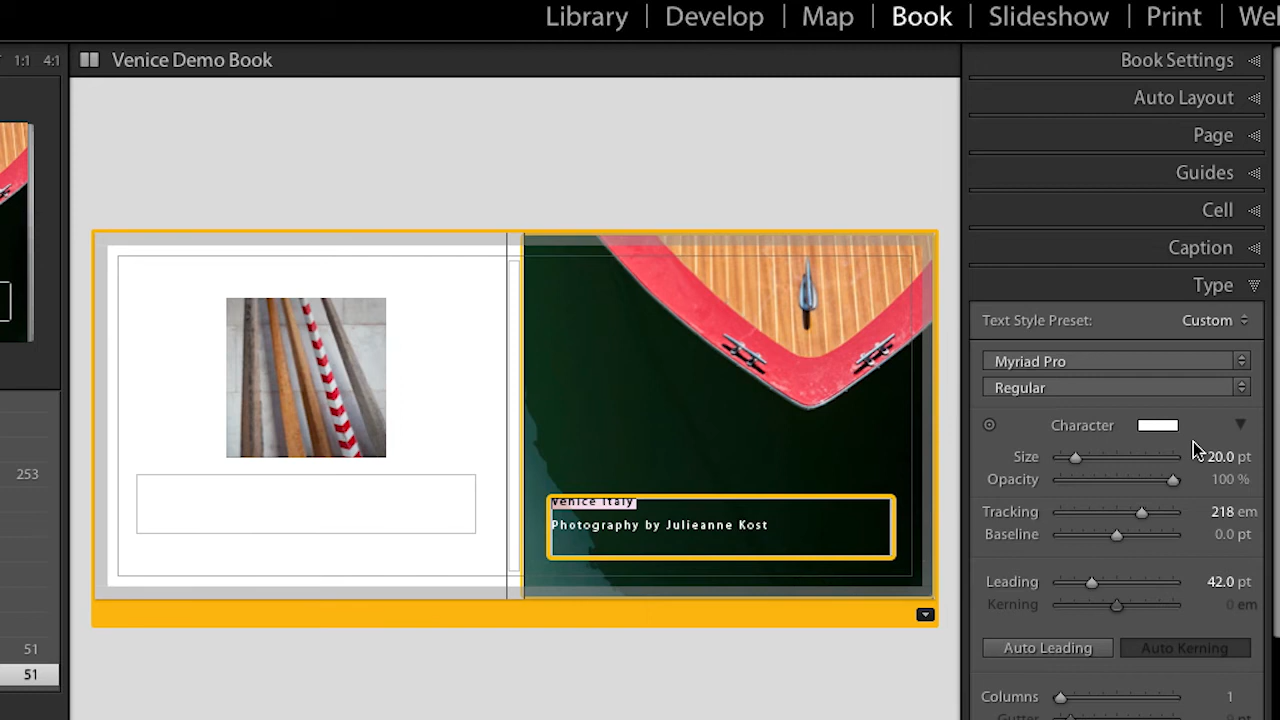 Library | Develop | Map | Book | Slideshow | Print |
1:1 4:1
Venice Demo Book
Book Settings
Auto Layout
Page
Guides
Cell
Caption
Type
Text Style Preset: Custom
Myriad Pro
Regular
Character
Size 20.0 pt
Opacity 100 %
Tracking 218 em
Baseline 0.0 pt
Leading 42.0 pt
Kerning 0 em
Auto Leading Auto Kerning
Columns 1
Venice Italy
Photography by Julieanne Kost
253
51
51